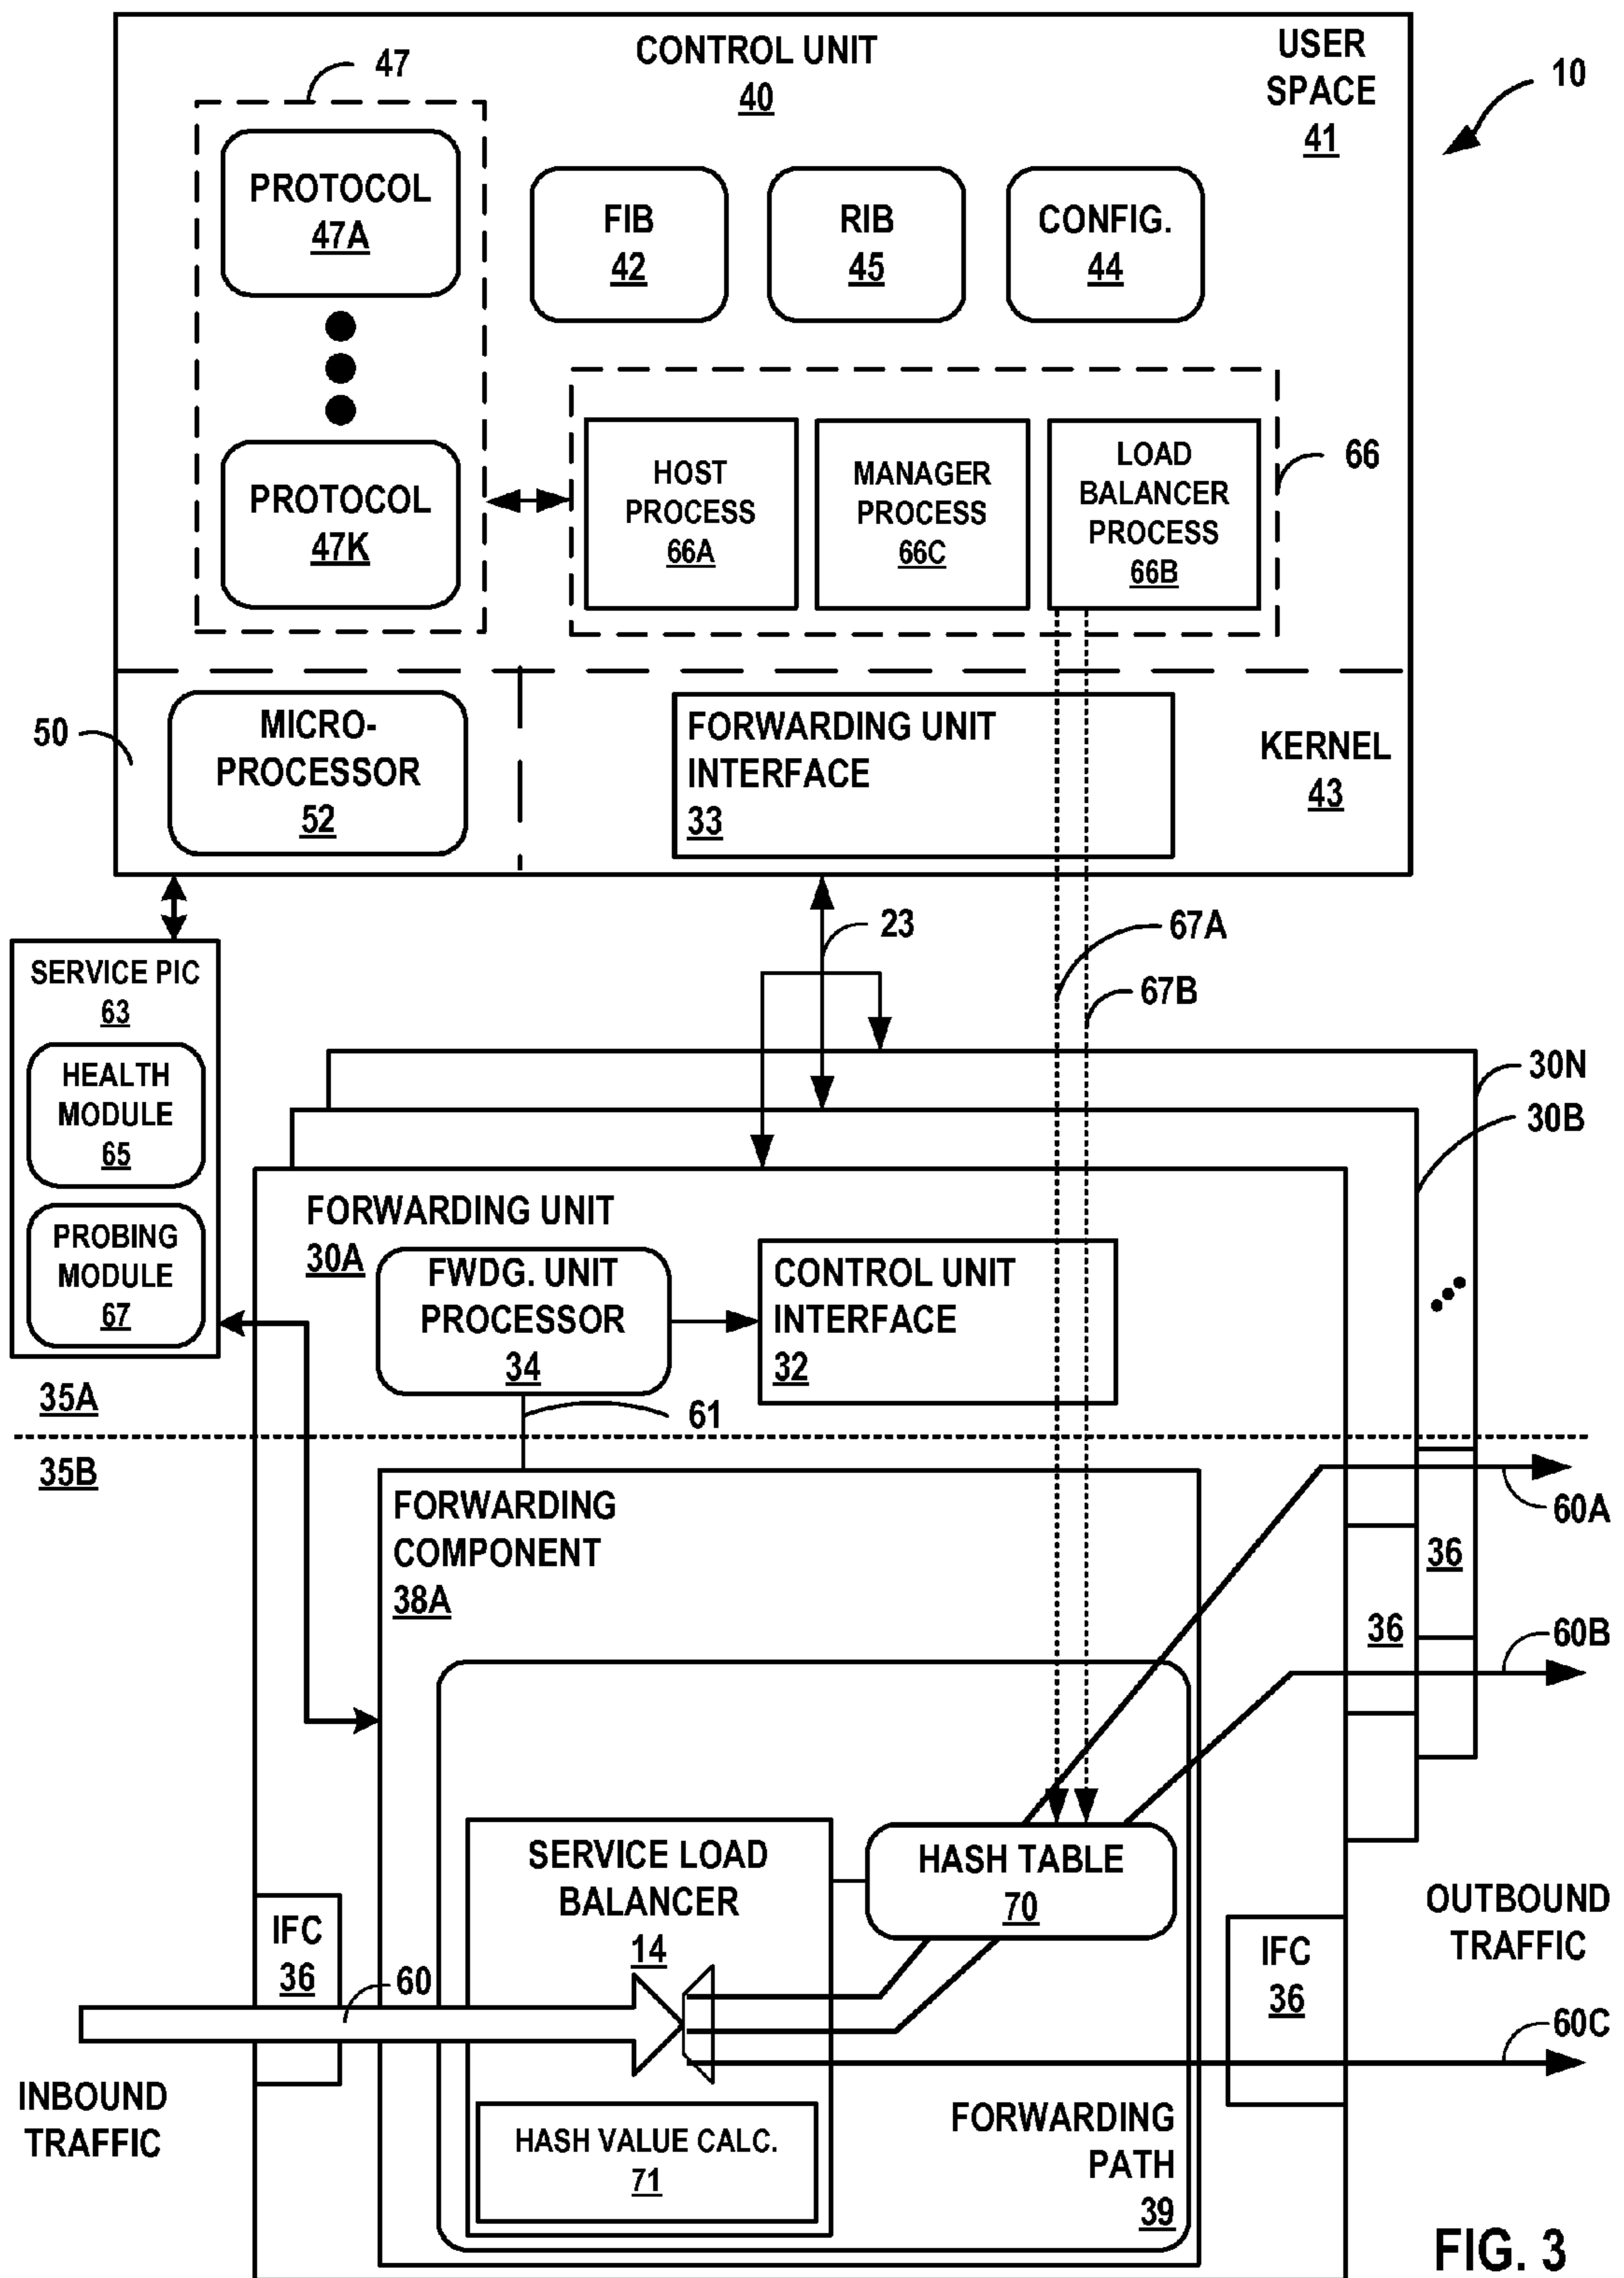 CONTROL UNIT
40
USER
SPACE
41
10
47
PROTOCOL
47A
FIB
42
RIB
45
CONFIG.
44
PROTOCOL
47K
HOST
PROCESS
66A
MANAGER
PROCESS
66C
LOAD
BALANCER
PROCESS
66B
66
50
MICRO-
PROCESSOR
52
FORWARDING UNIT
INTERFACE
33
KERNEL
43
23
67A
67B
SERVICE PIC
63
HEALTH
MODULE
65
PROBING
MODULE
67
30N
30B
FORWARDING UNIT
30A
FWDG. UNIT
PROCESSOR
34
CONTROL UNIT
INTERFACE
32
61
35A
35B
FORWARDING
COMPONENT
38A
60A
36
36
60B
SERVICE LOAD
BALANCER
14
HASH TABLE
70
IFC
36
60
IFC
36
OUTBOUND
TRAFFIC
60C
INBOUND
TRAFFIC
HASH VALUE CALC.
71
FORWARDING
PATH
39
FIG. 3